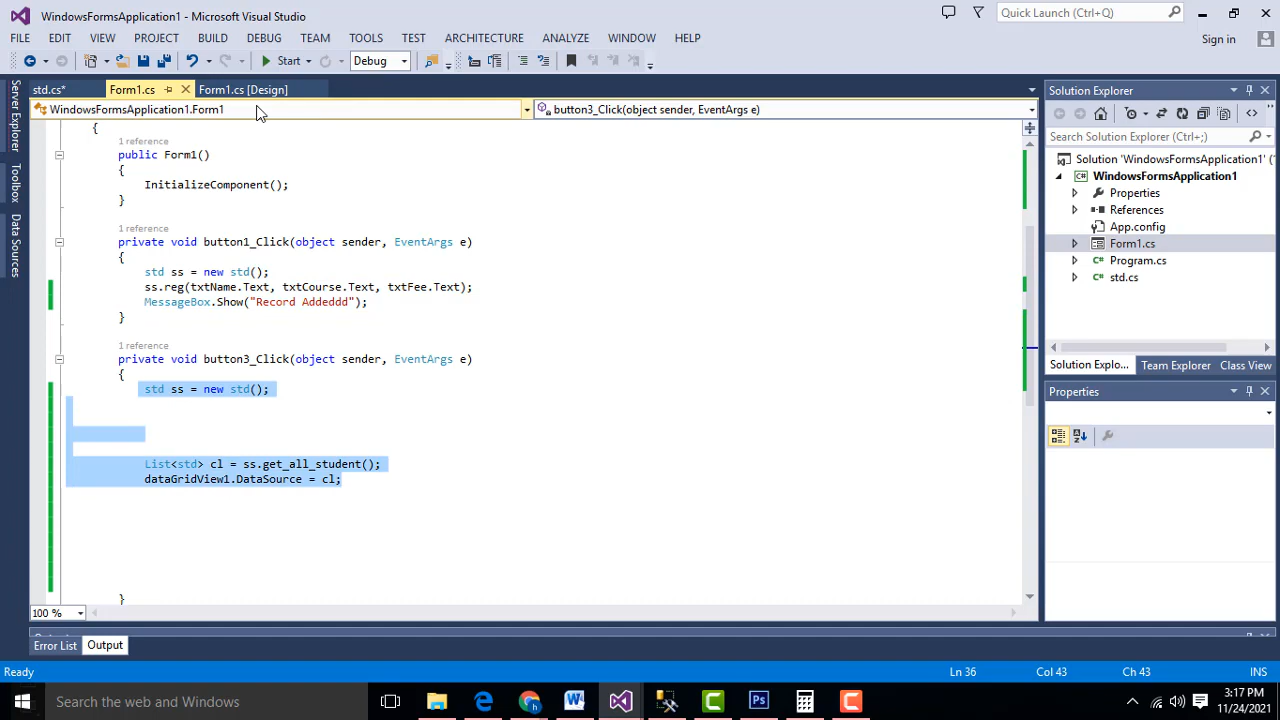 WindowsFormsApplication1 - Microsoft Visual Studio
Quick Launch (Ctrl+Q)
FILE EDIT VIEW PROJECT BUILD DEBUG TEAM TOOLS TEST ARCHITECTURE ANALYZE WINDOW HELP
Sign in
Start Debug
std.cs* Form1.cs Form1.cs [Design]
WindowsFormsApplication1.Form1
button3_Click(object sender, EventArgs e)
Server Explorer
Toolbox
Data Sources
{
1 reference
public Form1()
{
InitializeComponent();
}
1 reference
private void button1_Click(object sender, EventArgs e)
{
std ss = new std();
ss.reg(txtName.Text, txtCourse.Text, txtFee.Text);
MessageBox.Show("Record Addeddd");
}
1 reference
private void button3_Click(object sender, EventArgs e)
{
std ss = new std();
List<std> cl = ss.get_all_student();
dataGridView1.DataSource = cl;
}
100 %
Solution Explorer
Search Solution Explorer (Ctrl+;)
Solution 'WindowsFormsApplication1' (
WindowsFormsApplication1
Properties
References
App.config
Form1.cs
Program.cs
std.cs
Solution Explo... Team Explorer Class View
Properties
Error List Output
Ready
Ln 36 Col 43 Ch 43 INS
Search the web and Windows
3:17 PM
11/24/2021